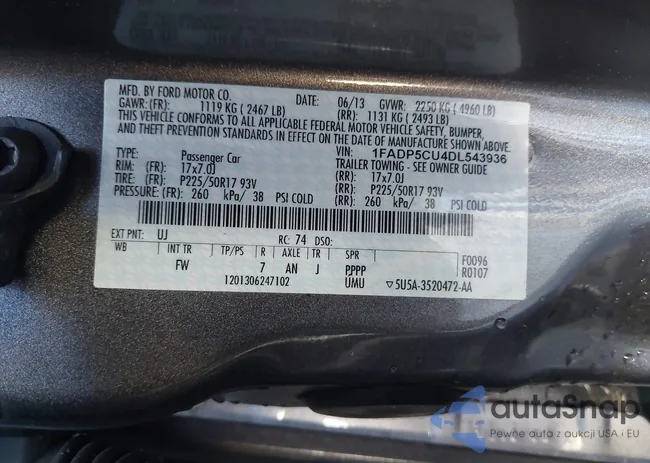 MFD. BY FORD MOTOR CO. DATE: 06/13 GVWR: 2250 KG ( 4960 LB)
GAWR: (FR): 1119 KG ( 2467 LB) (RR): 1131 KG ( 2493 LB)
THIS VEHICLE CONFORMS TO ALL APPLICABLE FEDERAL MOTOR VEHICLE SAFETY, BUMPER,
AND THEFT PREVENTION STANDARDS IN EFFECT ON THE DATE OF MANUFACTURE SHOWN ABOVE.
VIN: 1FADP5CU4DL543936
TYPE: Passenger Car TRAILER TOWING - SEE OWNER GUIDE
RIM: (FR): 17x7.0J (RR): 17x7.0J
TIRE: (FR): P225/50R17 93V (RR): P225/50R17 93V
PRESSURE: (FR): 260 kPa/ 38 PSI COLD (RR): 260 kPa/ 38 PSI COLD
EXT PNT: UJ RC: 74 DSO:
WB INT TR TP/PS R AXLE TR SPR F0096
FW 7 AN J PPPP R0107
1201306247102 UMU ▽5U5A-3520472-AA
autaSnap
Pewne auta z aukcji USA i EU